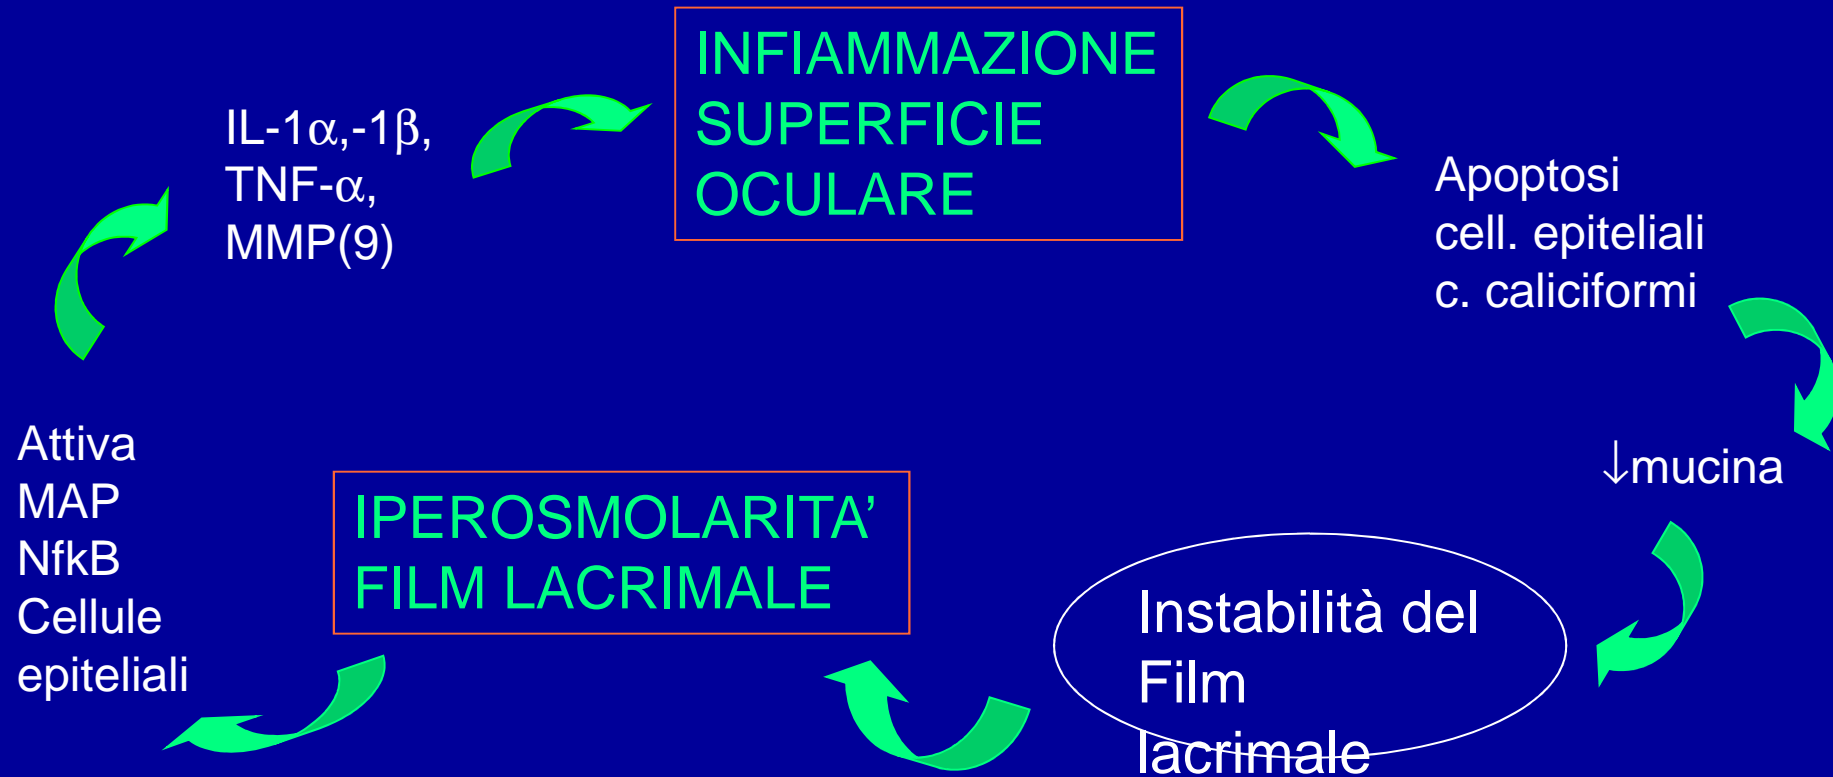 INFIAMMAZIONE
SUPERFICIE
OCULARE
IL-1α,-1β,
TNF-α,
MMP(9)
Apoptosi
cell. epiteliali
c. caliciformi
Attiva
MAP
NfkB
Cellule
epiteliali
IPEROSMOLARITA’
FILM LACRIMALE
↓mucina
Instabilità del
Film
lacrimale